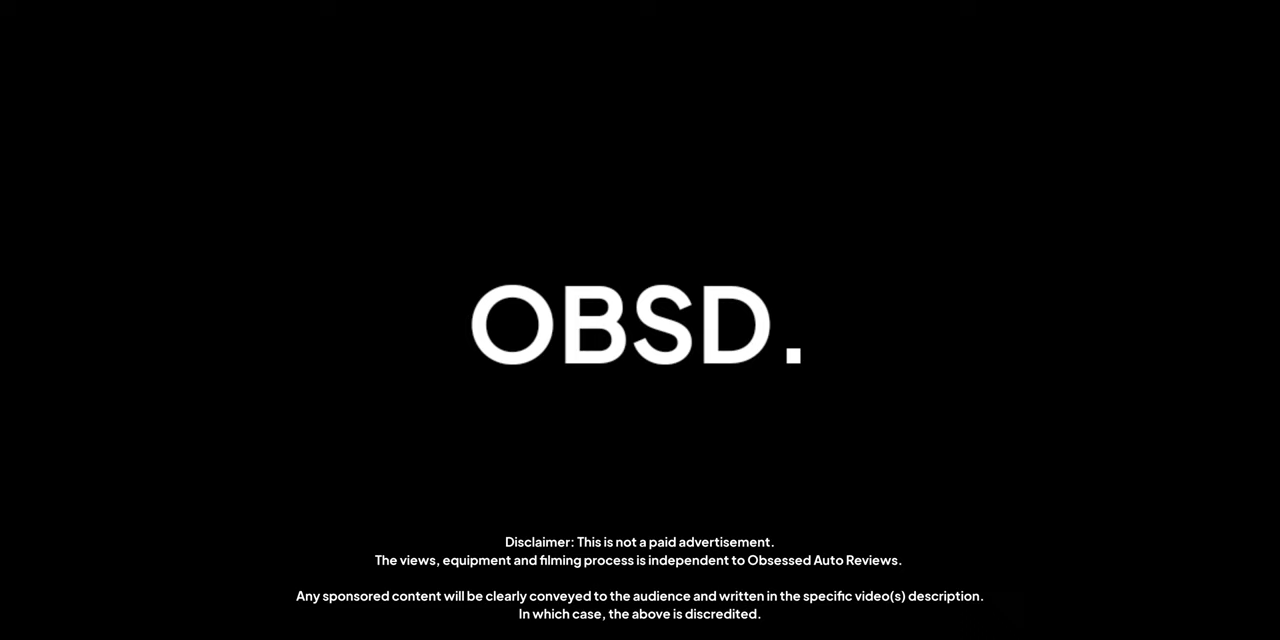 OBSD.
Disclaimer: This is not a paid advertisement.
The views, equipment and filming process is independent to Obsessed Auto Reviews.
Any sponsored content will be clearly conveyed to the audience and written in the specific video(s) description.
In which case, the above is discredited.